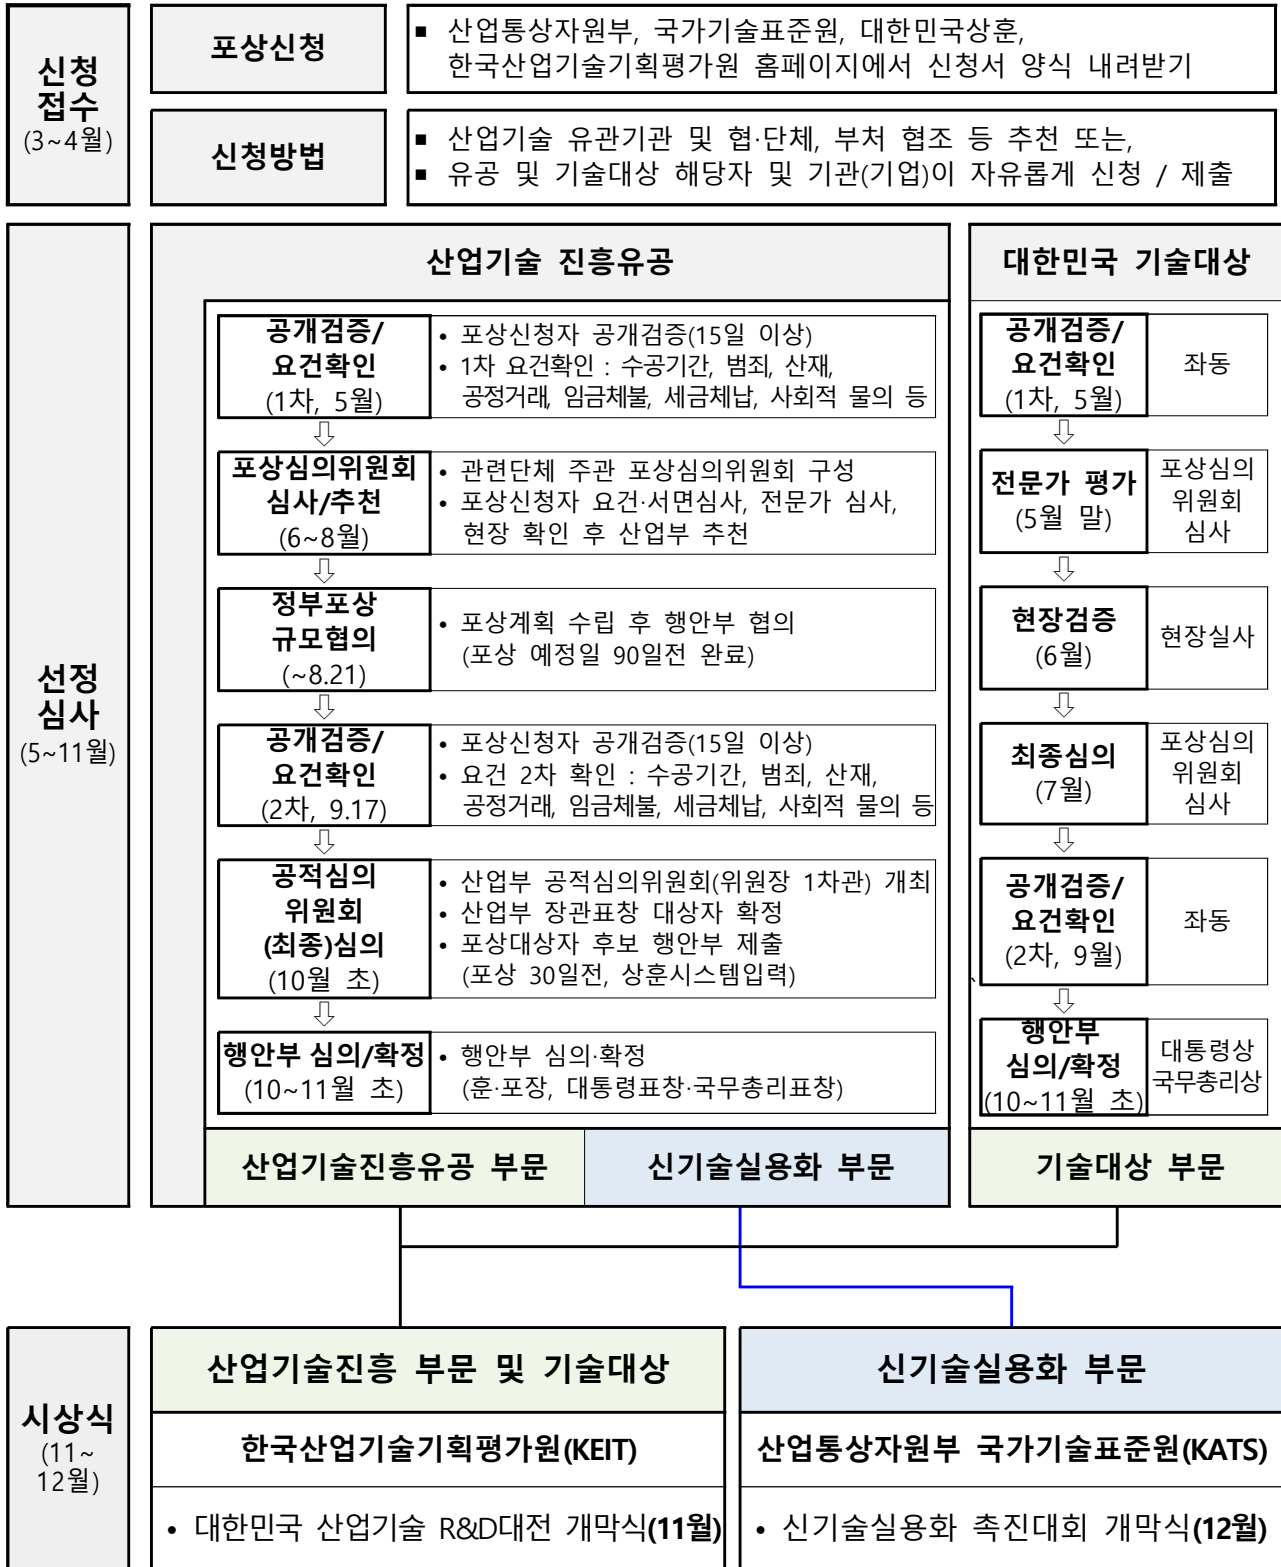 신청
접수
(3~4월)
포상신청
▪ 산업통상자원부, 국가기술표준원, 대한민국상훈,
한국산업기술기획평가원 홈페이지에서 신청서 양식 내려받기
신청방법
▪ 산업기술 유관기관 및 협·단체, 부처 협조 등 추천 또는,
▪ 유공 및 기술대상 해당자 및 기관(기업)이 자유롭게 신청 / 제출
선정
심사
(5~11월)
산업기술 진흥유공
공개검증/
요건확인
(1차, 5월)
• 포상신청자 공개검증(15일 이상)
• 1차 요건확인 : 수공기간, 범죄, 산재,
공정거래, 임금체불, 세금체납, 사회적 물의 등
⇩
포상심의위원회
심사/추천
(6~8월)
• 관련단체 주관 포상심의위원회 구성
• 포상신청자 요건·서면심사, 전문가 심사,
현장 확인 후 산업부 추천
⇩
정부포상
규모협의
(~8.21)
• 포상계획 수립 후 행안부 협의
(포상 예정일 90일전 완료)
⇩
공개검증/
요건확인
(2차, 9.17)
• 포상신청자 공개검증(15일 이상)
• 요건 2차 확인 : 수공기간, 범죄, 산재,
공정거래, 임금체불, 세금체납, 사회적 물의 등
⇩
공적심의
위원회
(최종)심의
(10월 초)
• 산업부 공적심의위원회(위원장 1차관) 개최
• 산업부 장관표창 대상자 확정
• 포상대상자 후보 행안부 제출
(포상 30일전, 상훈시스템입력)
⇩
행안부 심의/확정
(10~11월 초)
• 행안부 심의·확정
(훈·포장, 대통령표창·국무총리표창)
산업기술진흥유공 부문
신기술실용화 부문
대한민국 기술대상
공개검증/
요건확인
(1차, 5월)
좌동
⇩
전문가 평가
(5월 말)
포상심의
위원회
심사
⇩
현장검증
(6월)
현장실사
⇩
최종심의
(7월)
포상심의
위원회
심사
⇩
공개검증/
요건확인
(2차, 9월)
좌동
`
⇩
행안부
심의/확정
(10~11월 초)
대통령상
국무총리상
기술대상 부문
시상식
(11~
12월)
산업기술진흥 부문 및 기술대상
한국산업기술기획평가원(KEIT)
• 대한민국 산업기술 R&D대전 개막식(11월)
신기술실용화 부문
산업통상자원부 국가기술표준원(KATS)
• 신기술실용화 촉진대회 개막식(12월)